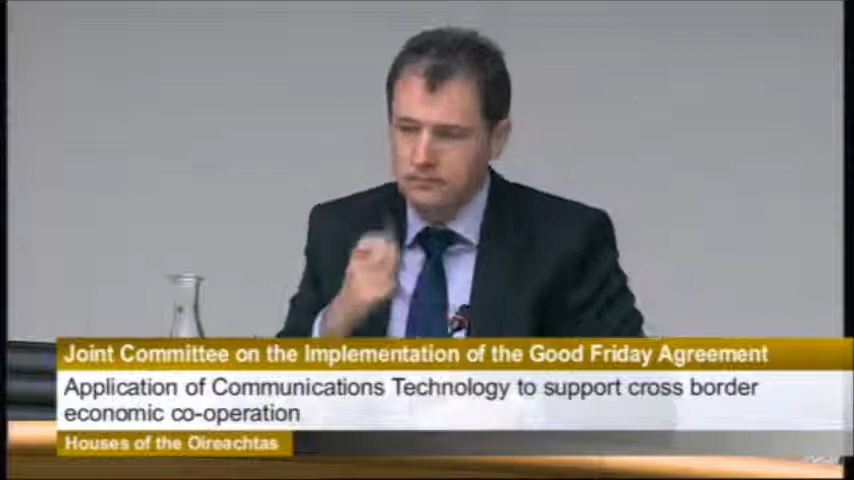 Joint Committee on the Implementation of the Good Friday Agreement
Application of Communications Technology to support cross border
economic co-operation
Houses of the Oireachtas